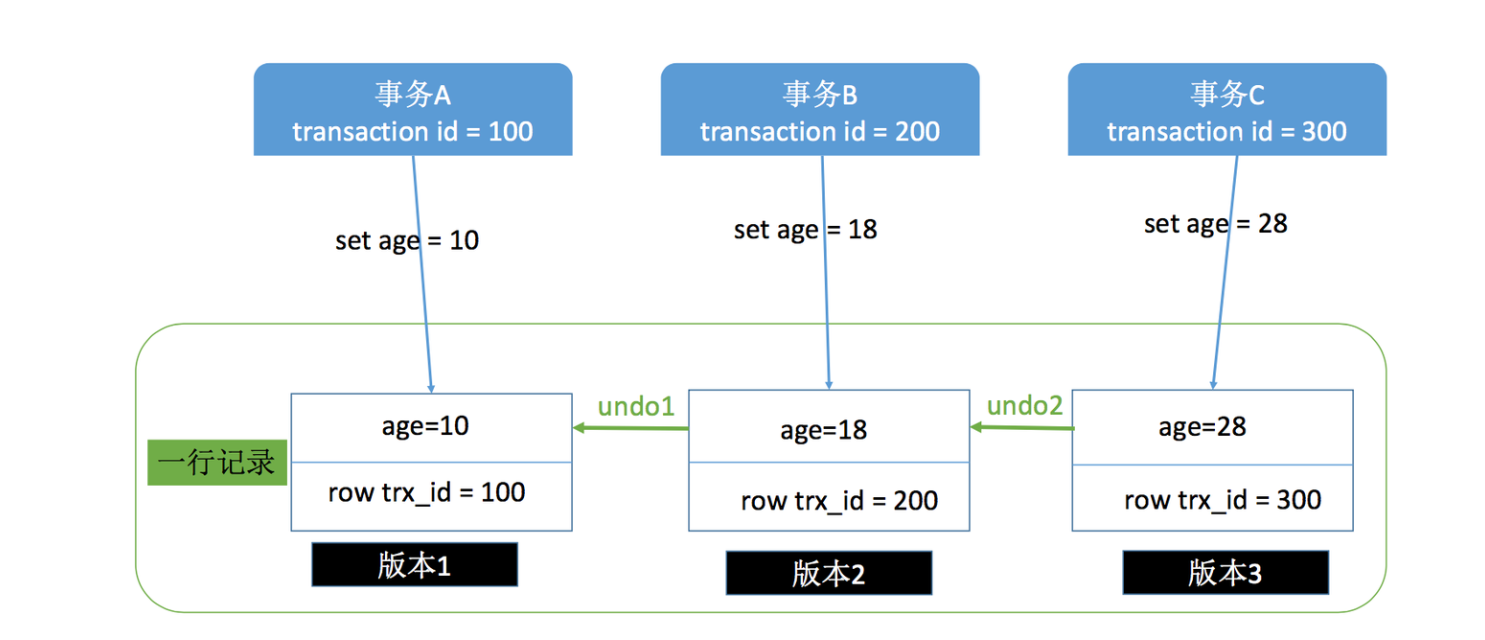 事务A
transaction id = 100
事务B
transaction id = 200
事务C
transaction id = 300
set age = 10
set age = 18
set age = 28
undo1
undo2
age=10
age=18
age=28
一行记录
row trx_id = 100
row trx_id = 200
row trx_id = 300
版本1
版本2
版本3